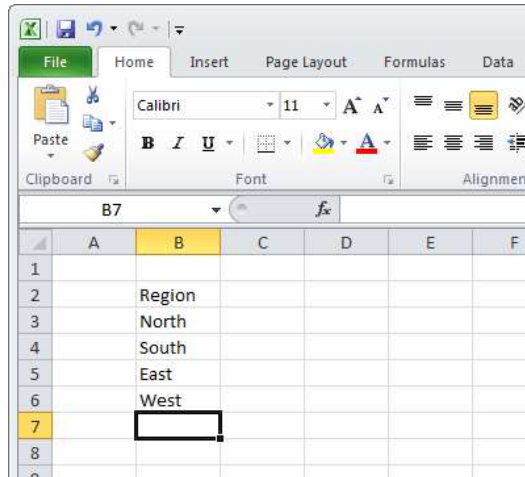 File Home Insert Page Layout Formulas Data
Calibri 11 A A
Paste B I U A
Clipboard Font Alignmen
B7 fx
A B C D E F
1
2 Region
3 North
4 South
5 East
6 West
7
8